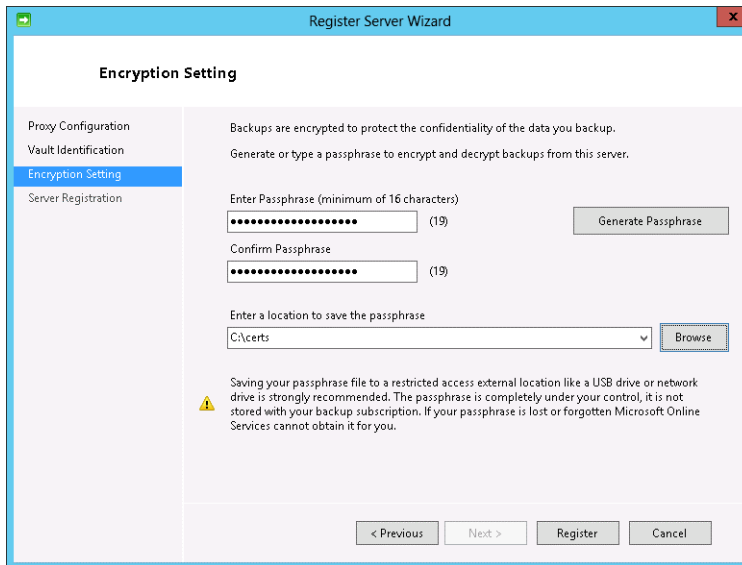 Register Server Wizard
x
Encryption Setting
Proxy Configuration
Vault Identification
Encryption Setting
Server Registration
Backups are encrypted to protect the confidentiality of the data you backup.
Generate or type a passphrase to encrypt and decrypt backups from this server.
Enter Passphrase (minimum of 16 characters)
••••••••••••••••••• (19)
Generate Passphrase
Confirm Passphrase
••••••••••••••••••• (19)
Enter a location to save the passphrase
C:\certs
Browse
Saving your passphrase file to a restricted access external location like a USB drive or network
drive is strongly recommended. The passphrase is completely under your control, it is not
stored with your backup subscription. If your passphrase is lost or forgotten Microsoft Online
Services cannot obtain it for you.
< Previous
Next >
Register
Cancel